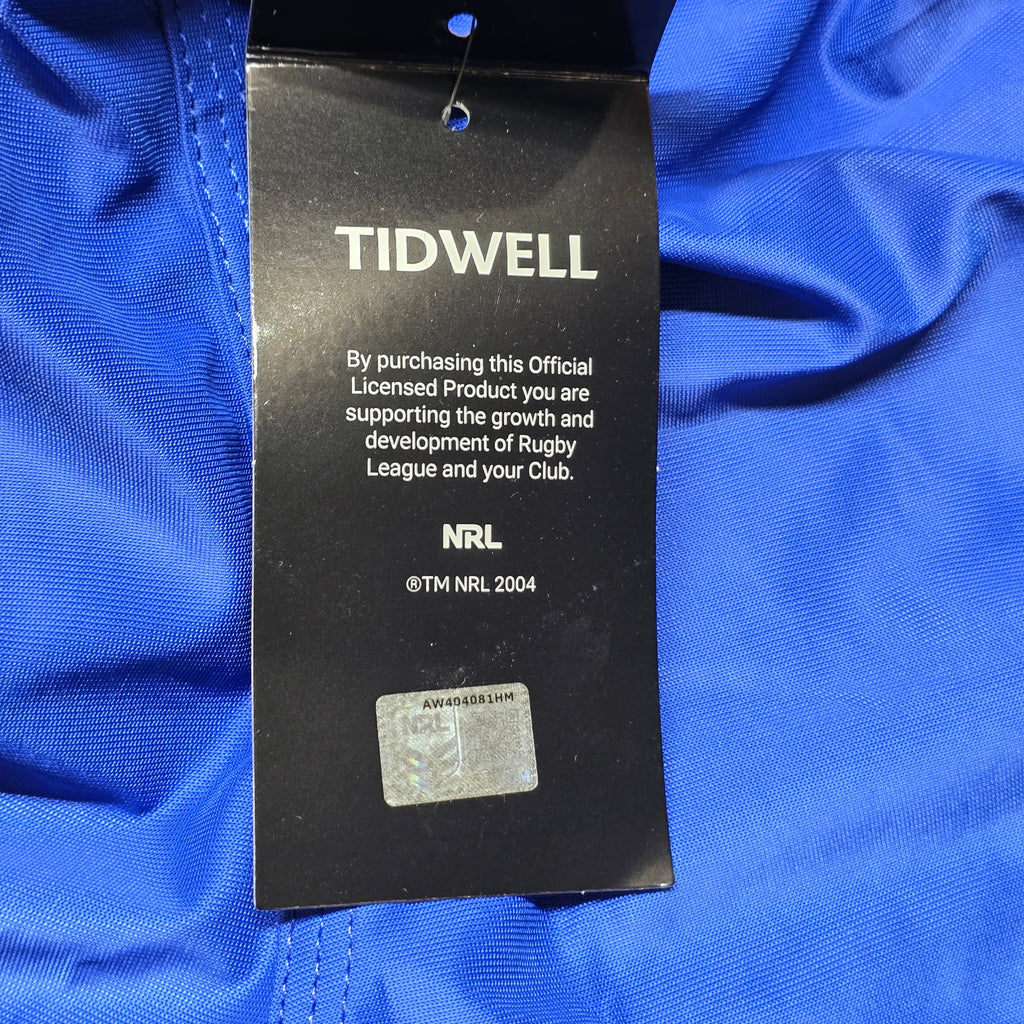 TIDWELL
By purchasing this Official
Licensed Product you are
supporting the growth and
development of Rugby
League and your Club.
NRL
®TM NRL 2004
AW404081HM
NRL